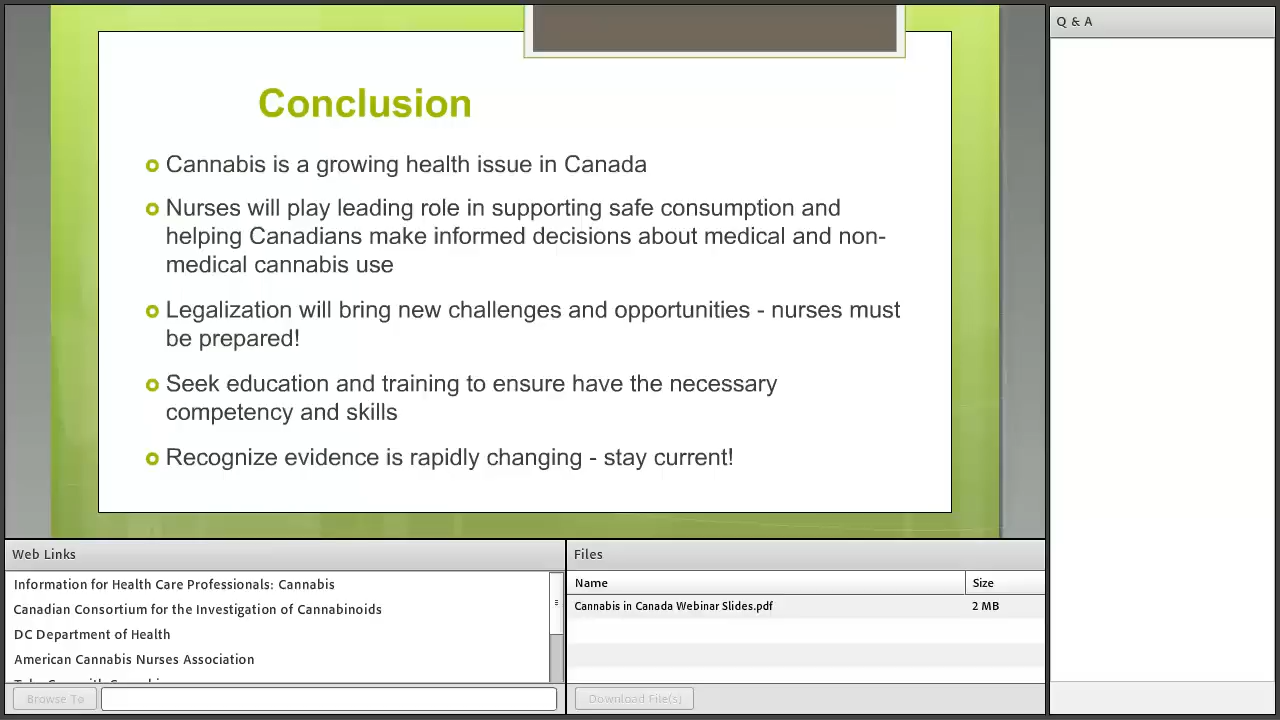 Conclusion
Cannabis is a growing health issue in Canada
Nurses will play leading role in supporting safe consumption and
helping Canadians make informed decisions about medical and non-
medical cannabis use
Legalization will bring new challenges and opportunities - nurses must
be prepared!
Seek education and training to ensure have the necessary
competency and skills
Recognize evidence is rapidly changing - stay current!
Q & A
Web Links
Information for Health Care Professionals: Cannabis
Canadian Consortium for the Investigation of Cannabinoids
DC Department of Health
American Cannabis Nurses Association
Browse To
Files
Name Size
Cannabis in Canada Webinar Slides.pdf 2 MB
Download File(s)